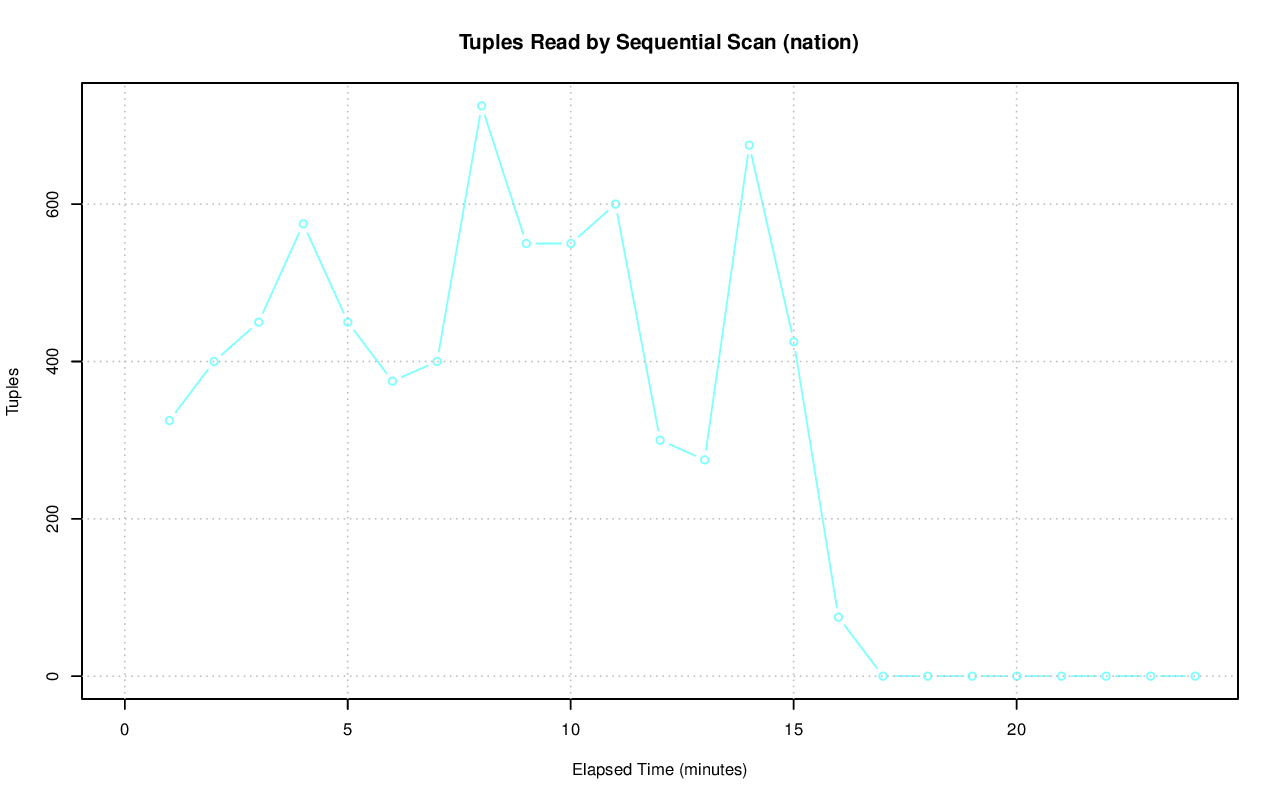 Tuples Read by Sequential Scan (nation)
Tuples
600
400
200
0
0 5 10 15 20
Elapsed Time (minutes)